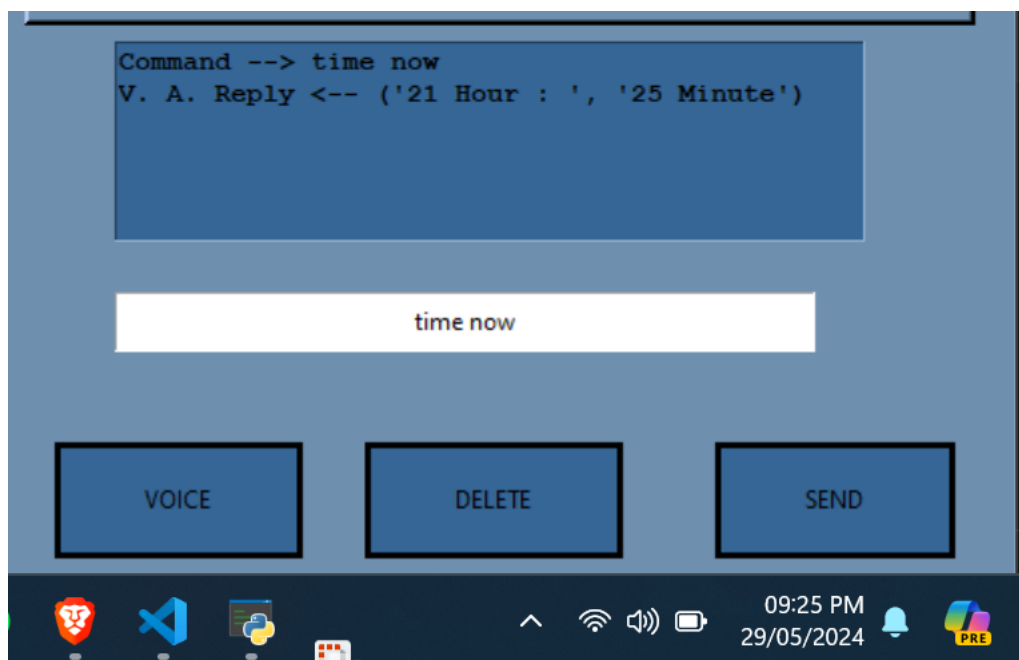 Command --> time now
V. A. Reply <-- ('21 Hour : ', '25 Minute')
time now
VOICE
DELETE
SEND
09:25 PM
29/05/2024
PRE